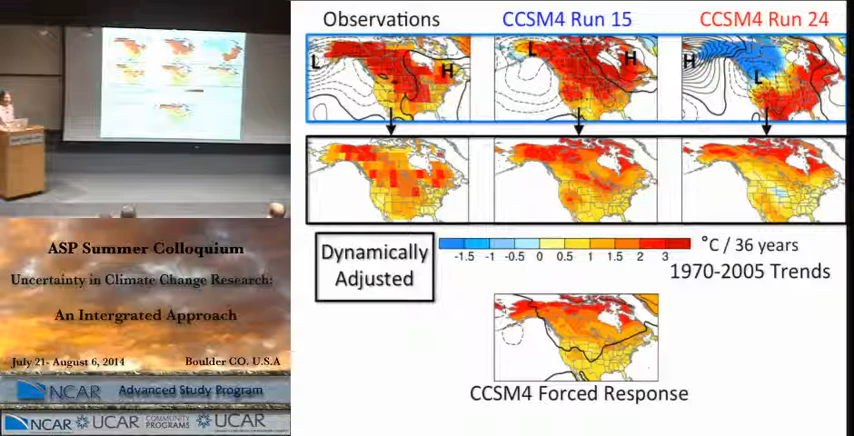 Observations
CCSM4 Run 15
CCSM4 Run 24
L
H
L
H
H
L
Dynamically
Adjusted
-1.5 -1 -0.5 0 0.5 1 1.5 2 3
°C / 36 years
1970-2005 Trends
CCSM4 Forced Response
ASP Summer Colloquium
Uncertainty in Climate Change Research:
An Intergrated Approach
July 21- August 6, 2014 Boulder CO. U.S.A
NCAR Advanced Study Program
NCAR UCAR COMMUNITY PROGRAMS UCAR